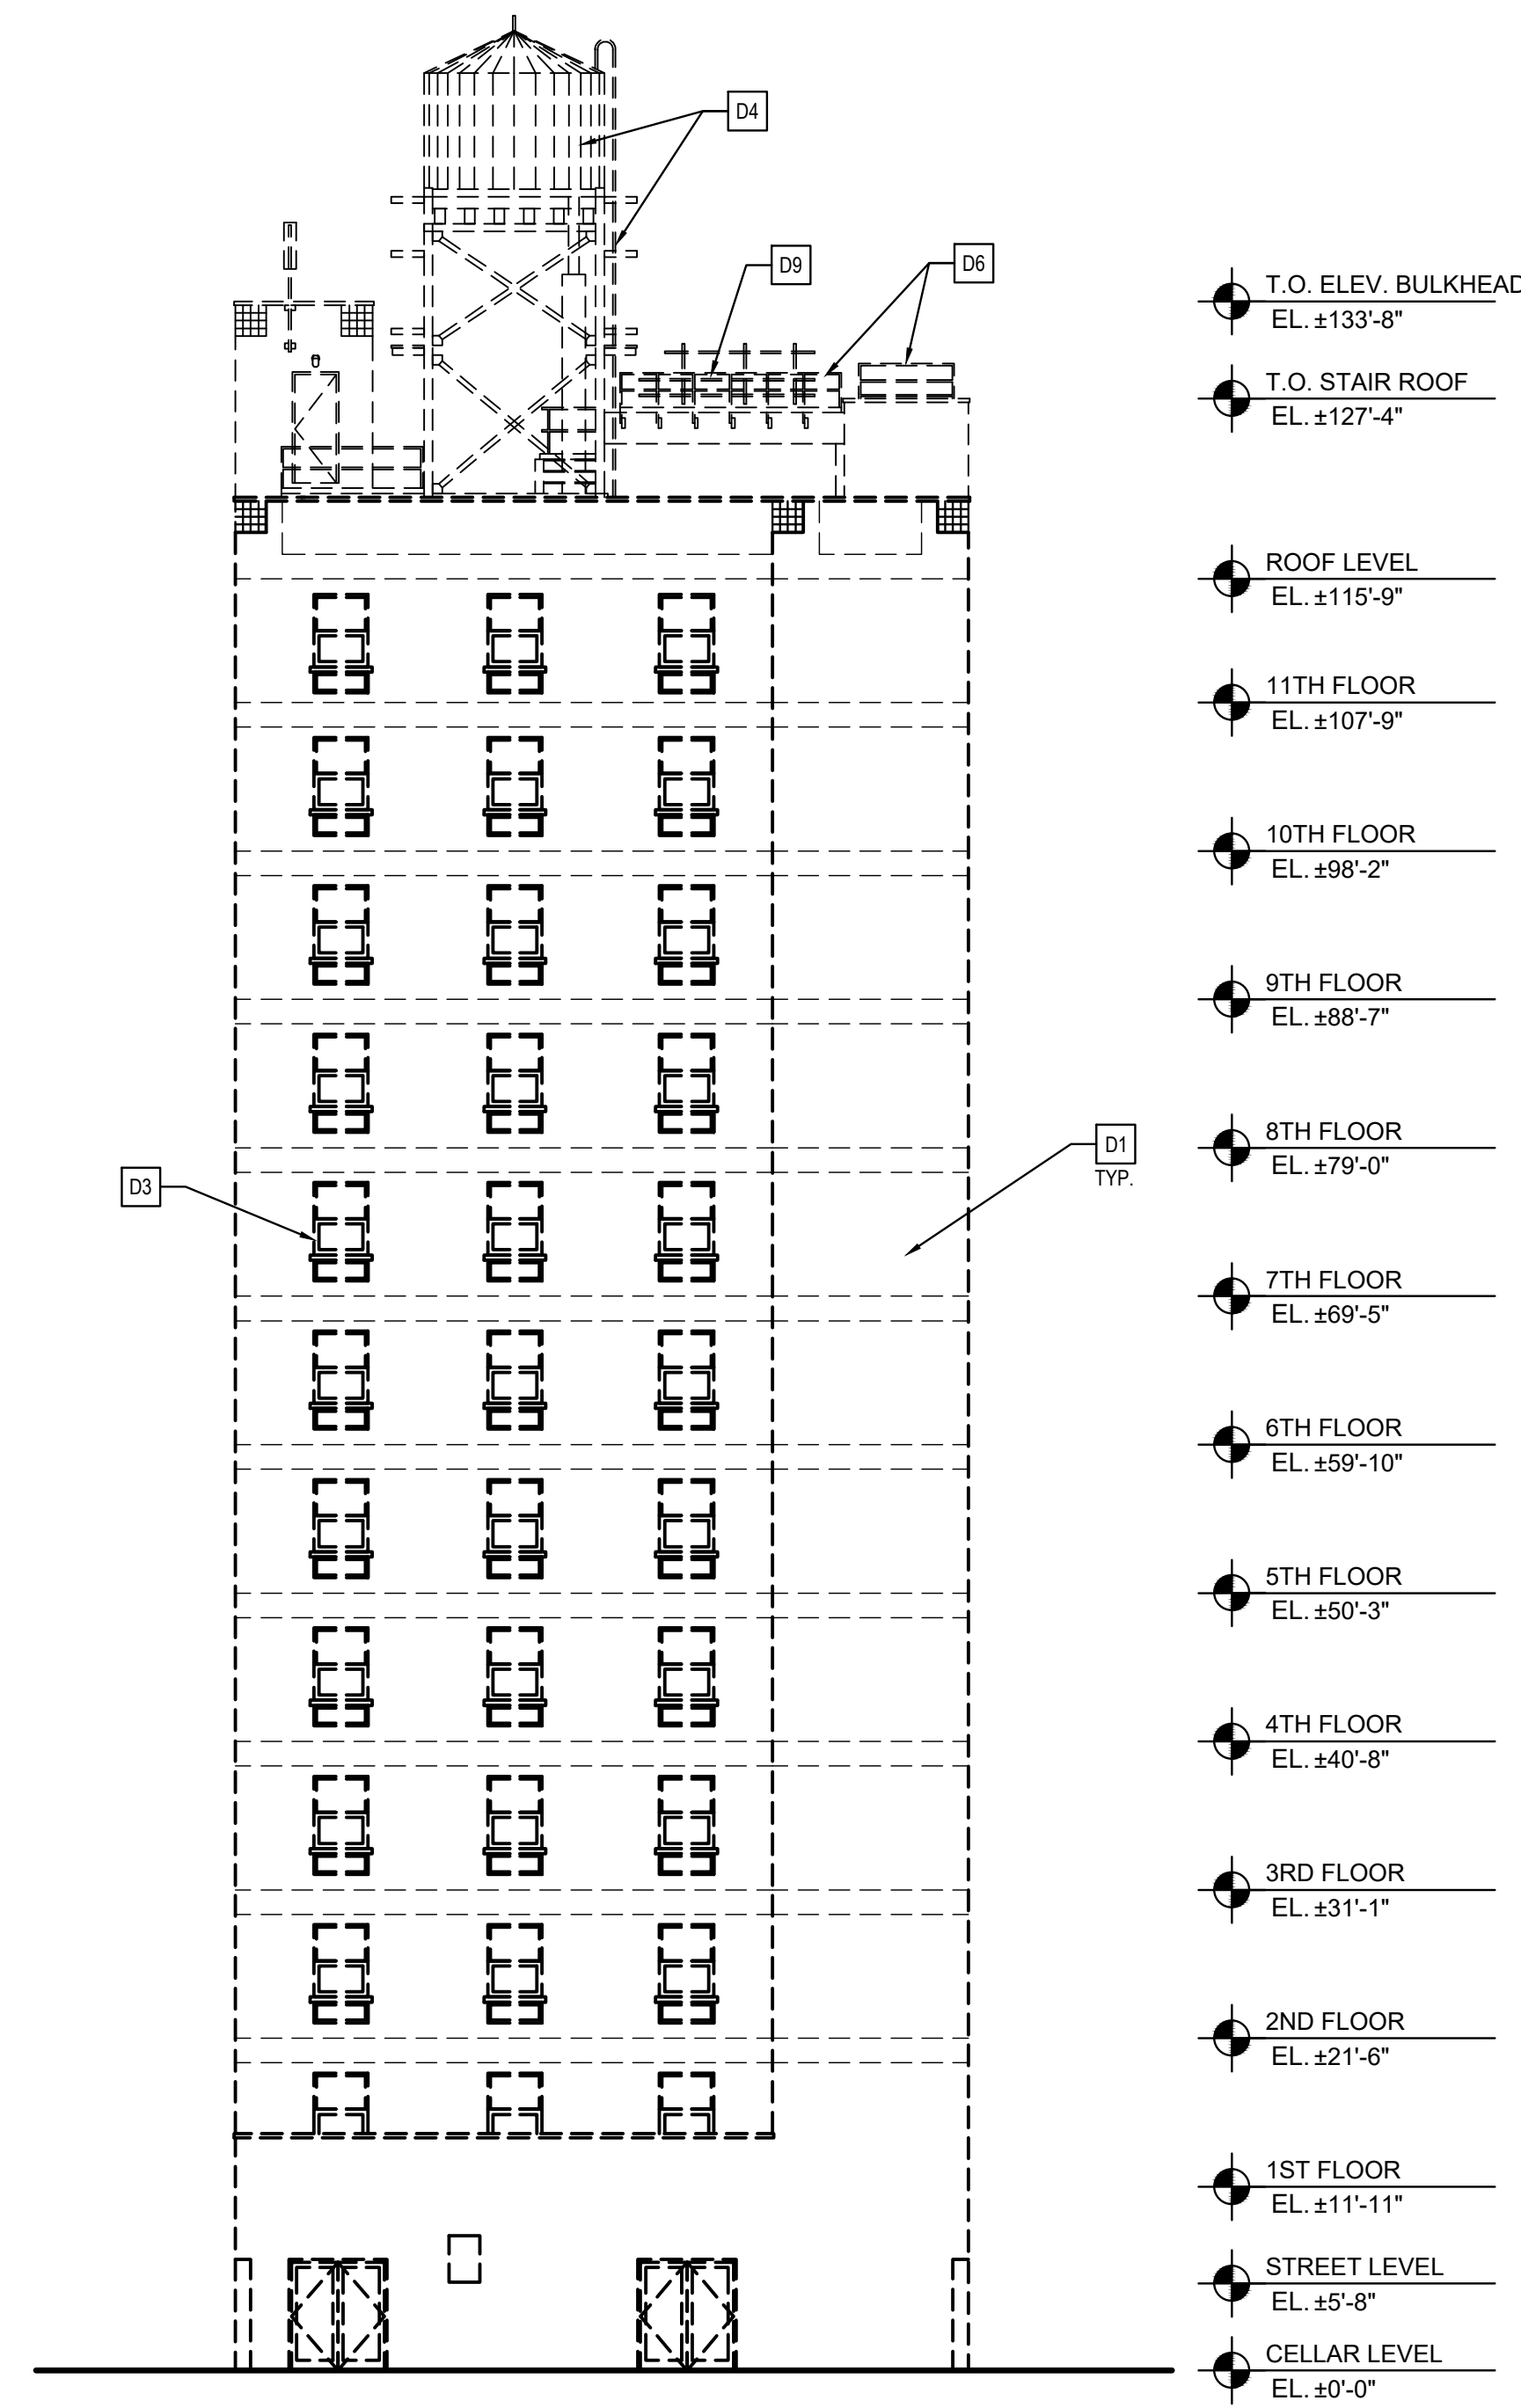 D4
D9
D6
T.O. ELEV. BULKHEAD
EL. ±133'-8"
T.O. STAIR ROOF
EL. ±127'-4"
ROOF LEVEL
EL. ±115'-9"
11TH FLOOR
EL. ±107'-9"
10TH FLOOR
EL. ±98'-2"
9TH FLOOR
EL. ±88'-7"
8TH FLOOR
EL. ±79'-0"
D1
TYP.
D3
7TH FLOOR
EL. ±69'-5"
6TH FLOOR
EL. ±59'-10"
5TH FLOOR
EL. ±50'-3"
4TH FLOOR
EL. ±40'-8"
3RD FLOOR
EL. ±31'-1"
2ND FLOOR
EL. ±21'-6"
1ST FLOOR
EL. ±11'-11"
STREET LEVEL
EL. ±5'-8"
CELLAR LEVEL
EL. ±0'-0"